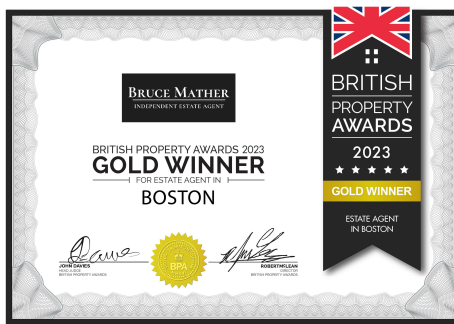 BRUCE MATHER
INDEPENDENT ESTATE AGENT
BRITISH PROPERTY AWARDS 2023
GOLD WINNER
FOR ESTATE AGENT IN
BOSTON
JOHN DAVIES
HEAD JUDGE
BRITISH PROPERTY AWARDS
BPA
ROBERT McLEAN
DIRECTOR
BRITISH PROPERTY AWARDS
BRITISH
PROPERTY
AWARDS
2023
GOLD WINNER
ESTATE AGENT
IN BOSTON